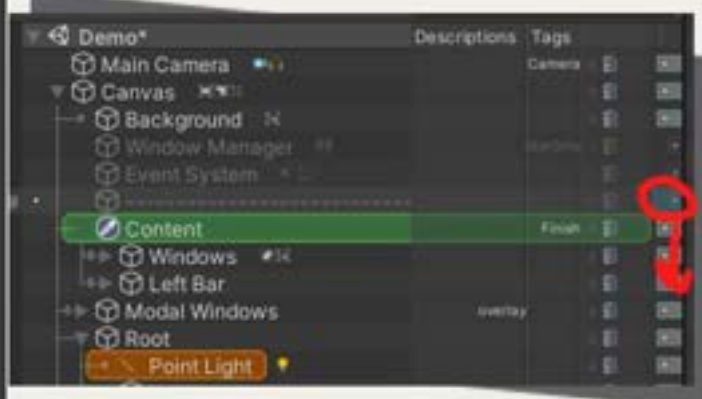 Demo* Descriptions Tags
Main Camera Camera
Canvas
Background
Window Manager
Event System
-----------------------------
Content Finish
Windows
Left Bar
Modal Windows overlay
Root
Point Light